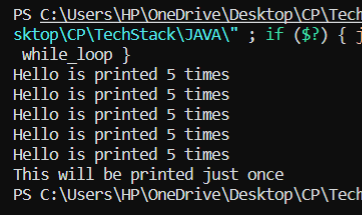 PS C:\Users\HP\OneDrive\Desktop\CP\Tech
sktop\CP\TechStack\JAVA\" ; if ($?) { j
while_loop }
Hello is printed 5 times
Hello is printed 5 times
Hello is printed 5 times
Hello is printed 5 times
Hello is printed 5 times
This will be printed just once
PS C:\Users\HP\OneDrive\Desktop\CP\Tech